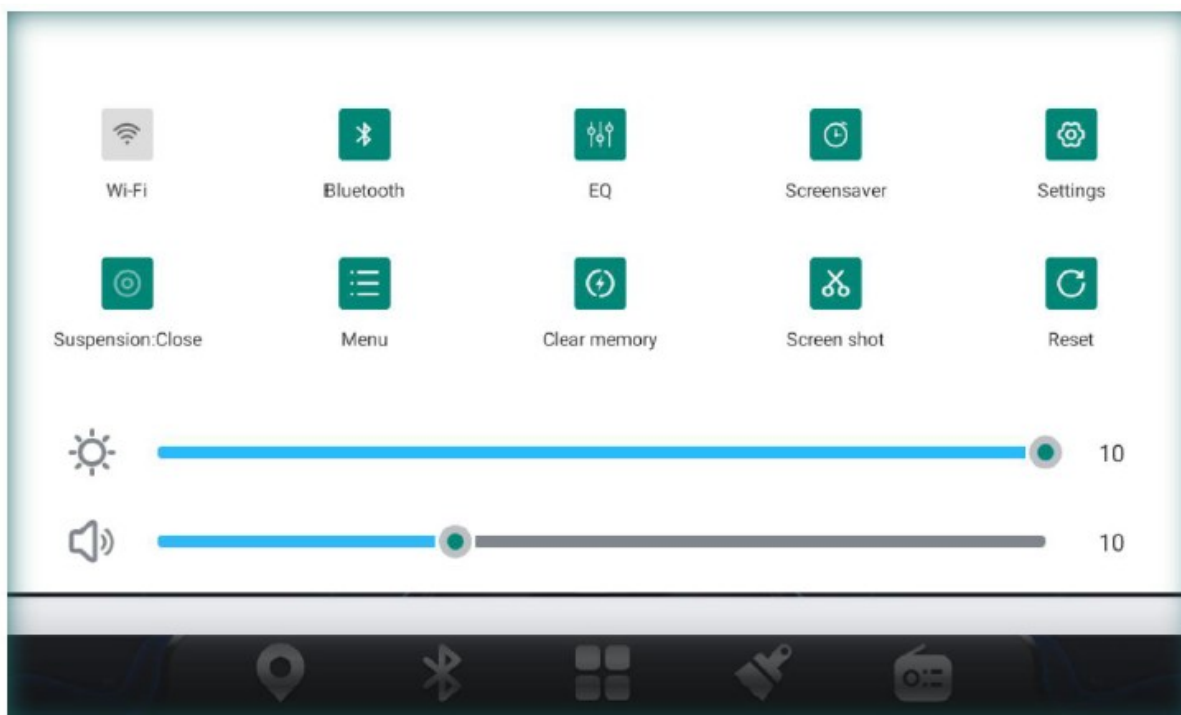 Wi-Fi
Bluetooth
EQ
Screensaver
Settings
Suspension:Close
Menu
Clear memory
Screen shot
Reset
10
10